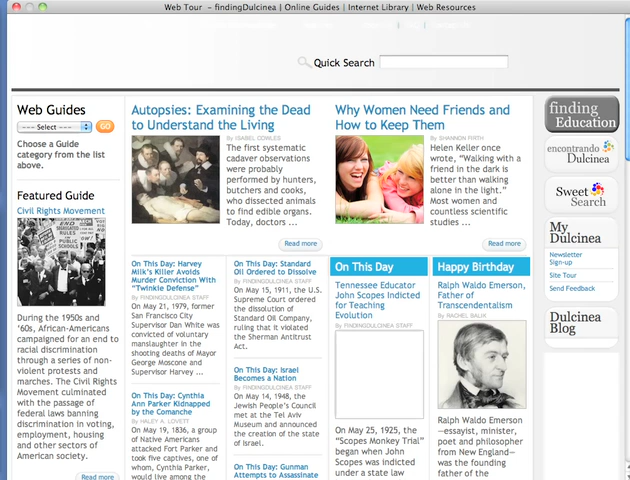 Web Tour - findingDulcinea | Online Guides | Internet Library | Web Resources
Quick Search
Web Guides
--- Select ---
GO
Choose a Guide
category from the list
above.
Featured Guide
Civil Rights Movement
During the 1950s and
'60s, African-Americans
campaigned for an end to
racial discrimination
through a series of non-
violent protests and
marches. The Civil Rights
Movement culminated
with the passage of
federal laws banning
discrimination in voting,
employment, housing
and other sectors of
American society.
Read more
Autopsies: Examining the Dead
to Understand the Living
By ISABEL COWLES
The first systematic
cadaver observations
were probably
performed by hunters,
butchers and cooks,
who dissected animals
to find edible organs.
Today, doctors ...
Read more
Why Women Need Friends and
How to Keep Them
By SHANNON FIRTH
Helen Keller once
wrote, "Walking with a
friend in the dark is
better than walking
alone in the light."
Most women and
countless scientific
studies ...
Read more
On This Day: Harvey
Milk's Killer Avoids
Murder Conviction With
"Twinkie Defense"
By FINDINGDULCINEA STAFF
On May 21, 1979, former
San Francisco City
Supervisor Dan White was
convicted of voluntary
manslaughter in the
shooting deaths of Mayor
George Moscone and
Supervisor Harvey ...
On This Day: Cynthia
Ann Parker Kidnapped
by the Comanche
By HALEY A. LOVETT
On May 19, 1836, a group
of Native Americans
attacked Fort Parker and
took five captives, one of
whom, Cynthia Parker,
would live among the
On This Day: Standard
Oil Ordered to Dissolve
By FINDINGDULCINEA STAFF
On May 15, 1911, the U.S.
Supreme Court ordered
the dissolution of
Standard Oil Company,
ruling that it violated the
Sherman Antitrust
Act.
On This Day: Israel
Becomes a Nation
By FINDINGDULCINEA STAFF
On May 14, 1948, the
Jewish People's Council
met at the Tel Aviv
Museum and announced
the creation of the state
of Israel.
On This Day: Gunman
Attempts to Assassinate
On This Day
Tennessee Educator
John Scopes Indicted
for Teaching
Evolution
By FINDINGDULCINEA STAFF
On May 25, 1925, the
"Scopes Monkey Trial"
began when John
Scopes was indicted
under a state law
Happy Birthday
Ralph Waldo Emerson,
Father of
Transcendentalism
By RACHEL BALIK
Ralph Waldo Emerson
—essayist, minister,
poet and philosopher
from New England—
was the founding
father of the
finding
Education
encontrando
Dulcinea
Sweet
Search
My
Dulcinea
Newsletter
Sign-up
Site Tour
Send Feedback
Dulcinea
Blog